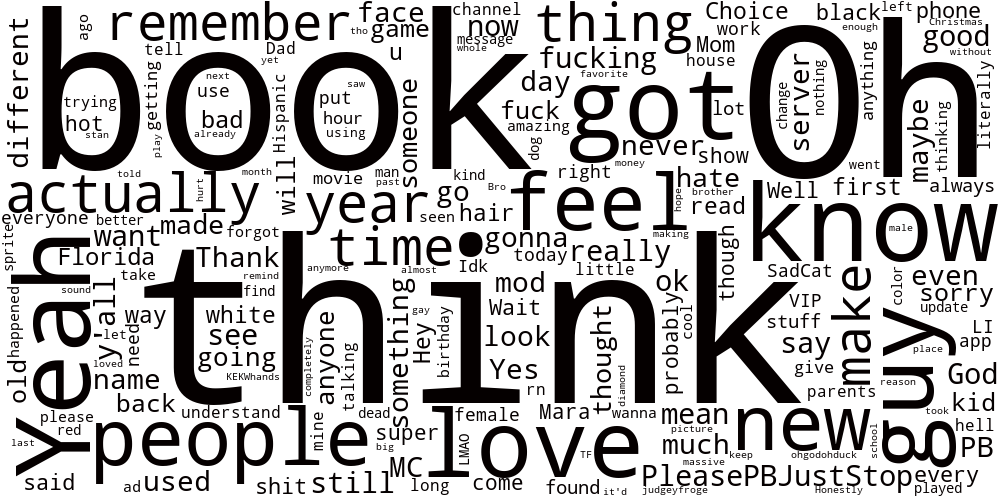 book
think
Oh
got
know
feel
love
people
Yeah
guy
new
thing
remember
actually
year
time
make
face
game
channel
now
message
whole
u
tho
ago
tell
Dad
yet
different
getting
play
trying
hot
stan
next
use
bad
already
Hispanic
saw
put
hour
using
someone
fucking
favorite
day
fuck
amazing
dog
Choice
work
Mom
house
lot
never
show
money
black
left
enough
phone
Christmas
good
without
change
server
nothing
anything
literally
maybe
thinking
went
always
told
hurt
month
will
movie
man
past
kind
Bro
right
hate
hope
brother
read
Well
first
go
seen
hair
everyone
better
made
forgot
sprite
want
Florida
Thank
take
gonna
today
really
making
though
male
remind
find
anymore
almost
Idk
little
ok
mod
Wait
look
Yes
rn
SadCat
VIP
stuff
say
give
parents
color
even
sorry
update
LI
app
place
reason
God
kid
took
hell
PB
sound
y'all
way
white
see
going
let
need
loved
happened
old
name
KEKWhands
completely
anyone
talking
something
gay
Hey
birthday
thought
diamond
probably
cool
back
understand
mine
dead
super
big
please
red
last
said
ad
used
shit
still
MC
long
LMAO
female
come
Mara
wanna
TF
found
it'd
mean
picture
much
massive
keep
ohgodohduck
school
PleasePBJustStop
judgeyfroge
Honestly
every
played